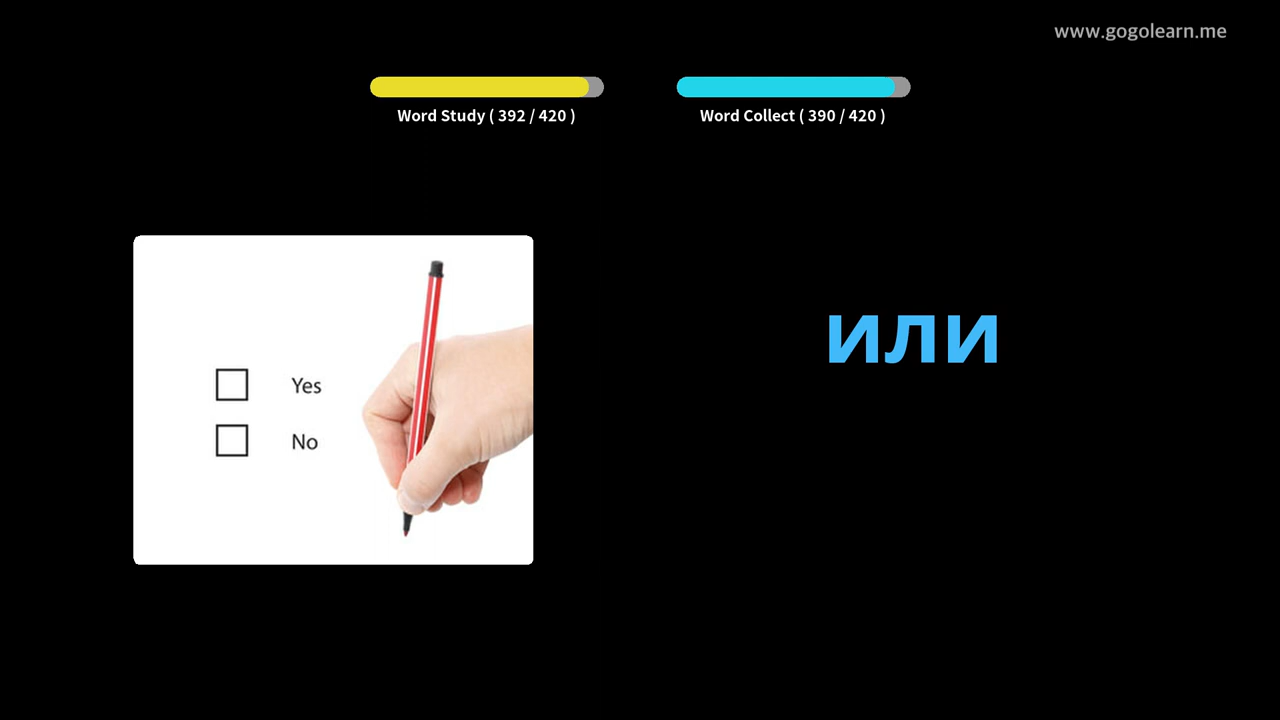 www.gogolearn.me
Word Study ( 392 / 420 )
Word Collect ( 390 / 420 )
Yes
No
или